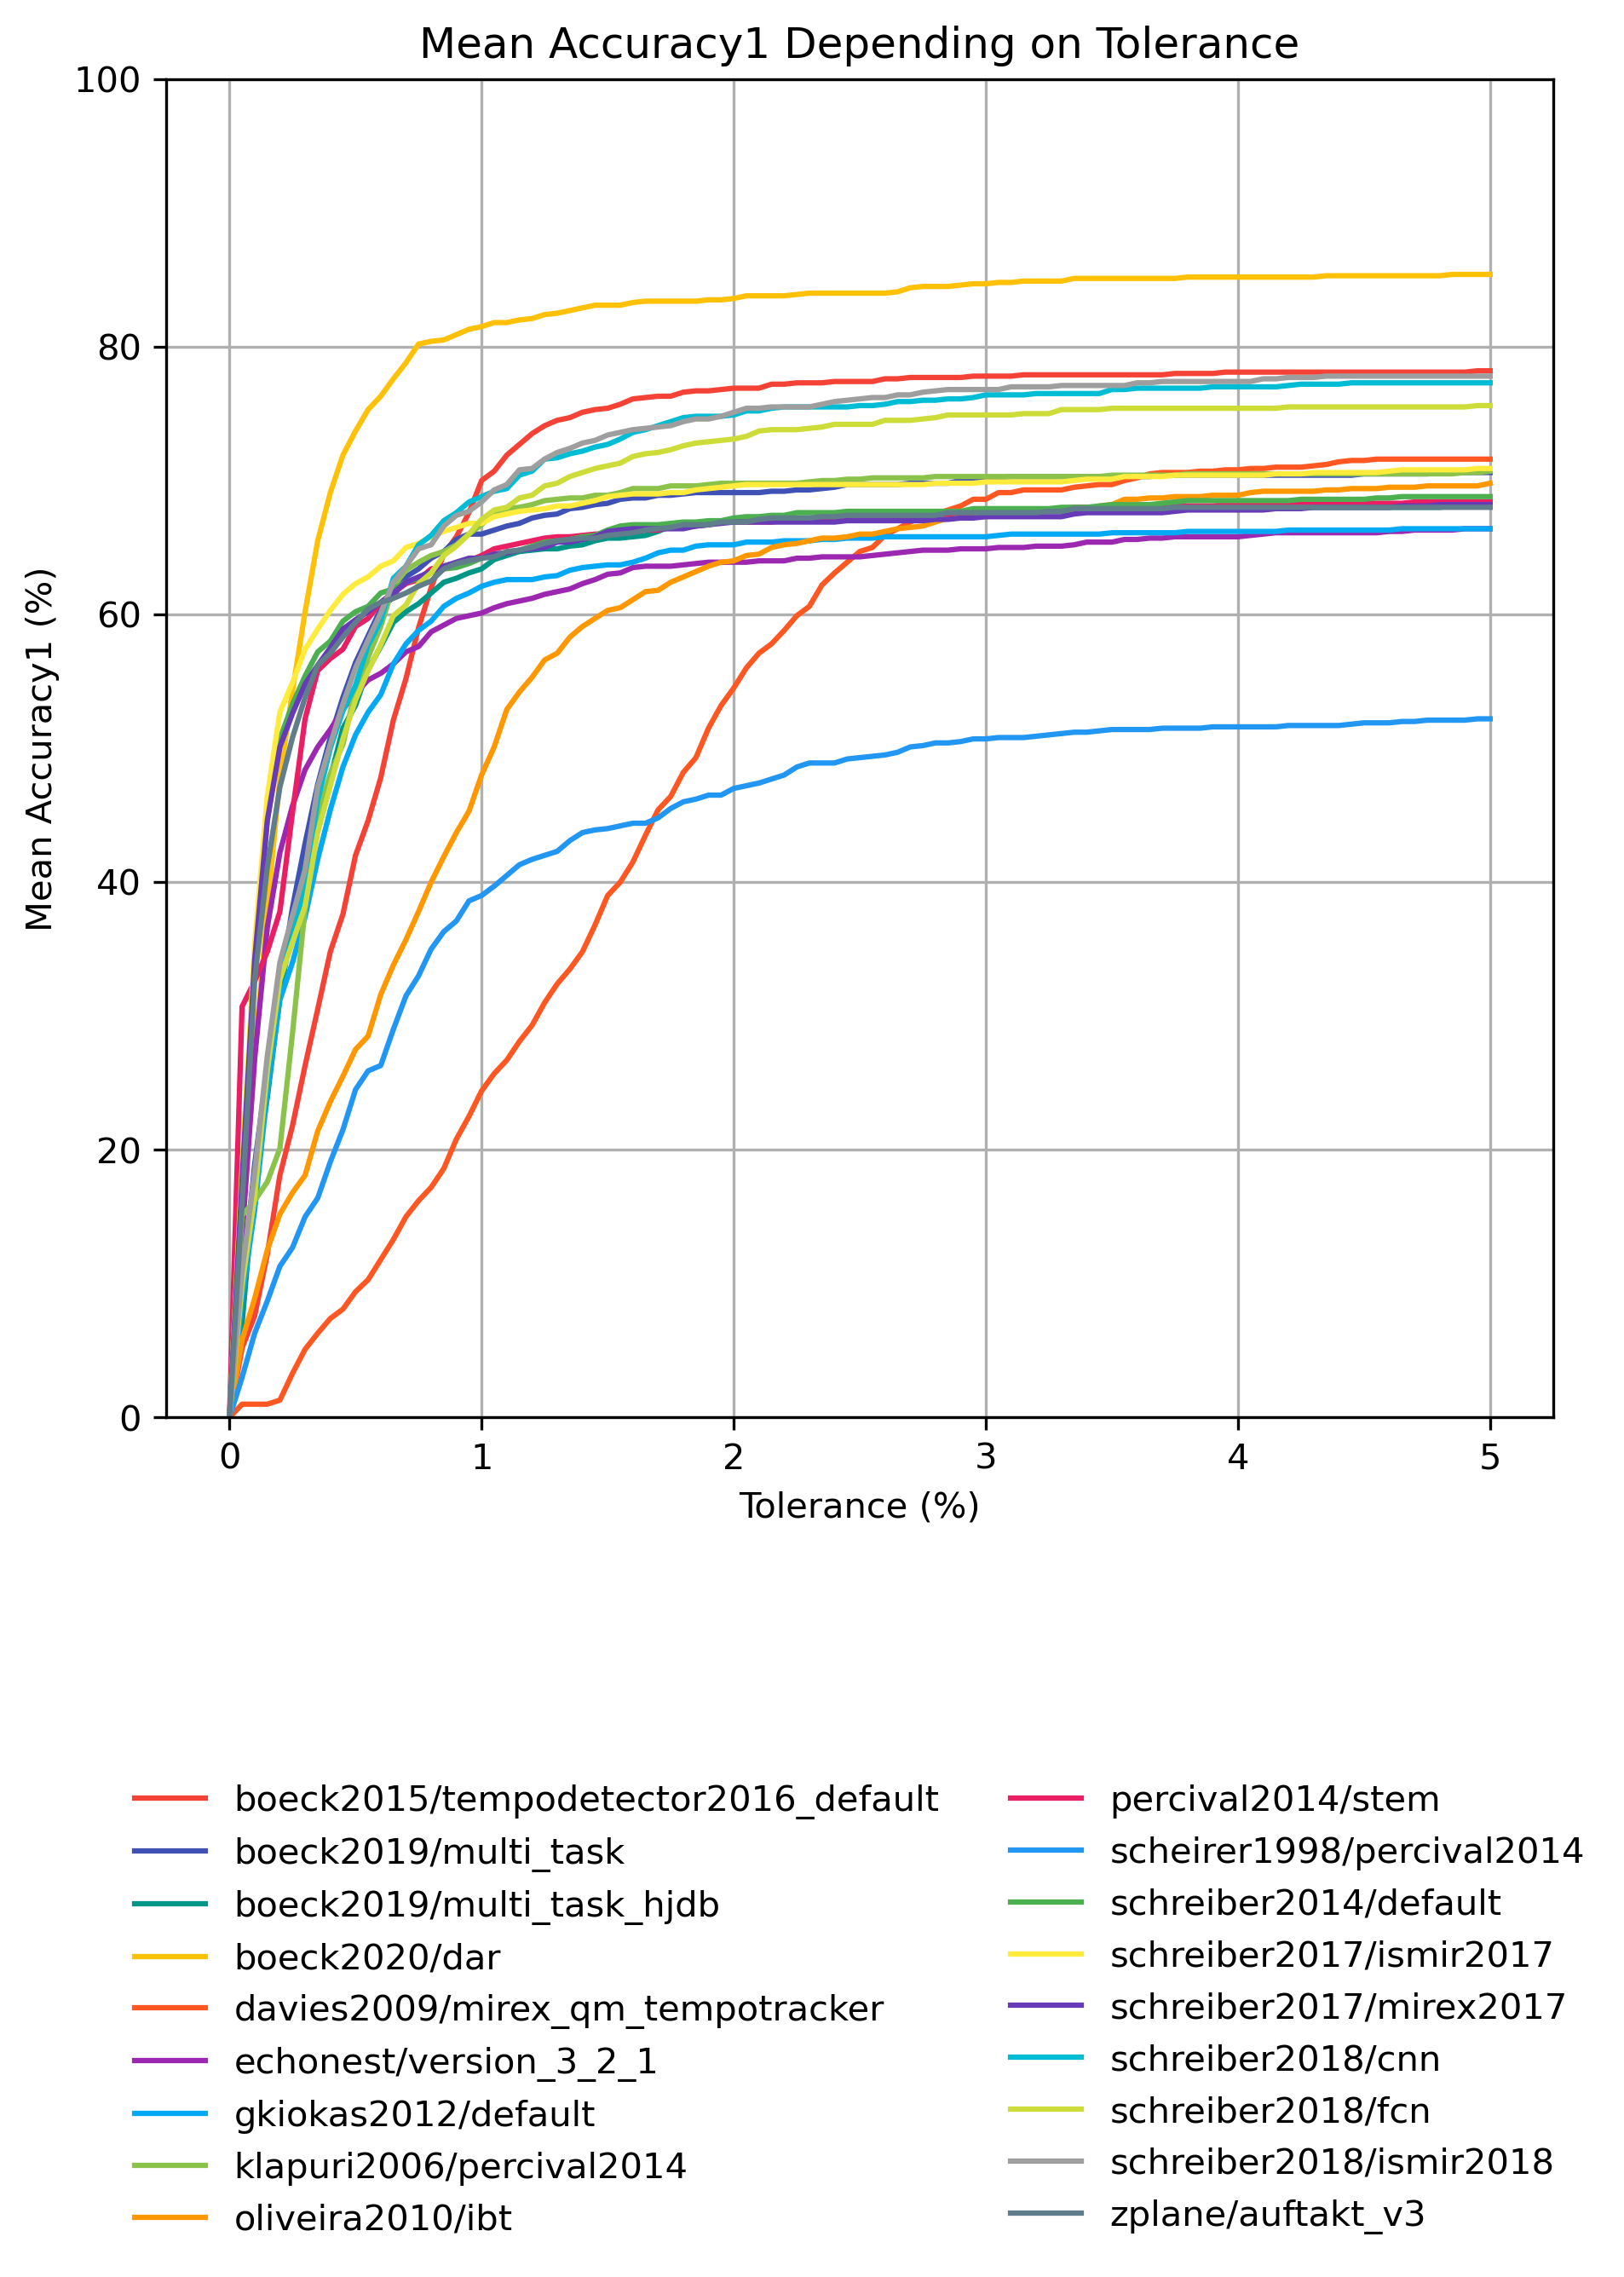 Mean Accuracy1 Depending on Tolerance
100
80
60
40
20
0
Mean Accuracy1 (%)
0 1 2 3 4 5
Tolerance (%)
boeck2015/tempodetector2016_default
boeck2019/multi_task
boeck2019/multi_task_hjdb
boeck2020/dar
davies2009/mirex_qm_tempotracker
echonest/version_3_2_1
gkiokas2012/default
klapuri2006/percival2014
oliveira2010/ibt
percival2014/stem
scheirer1998/percival2014
schreiber2014/default
schreiber2017/ismir2017
schreiber2017/mirex2017
schreiber2018/cnn
schreiber2018/fcn
schreiber2018/ismir2018
zplane/auftakt_v3